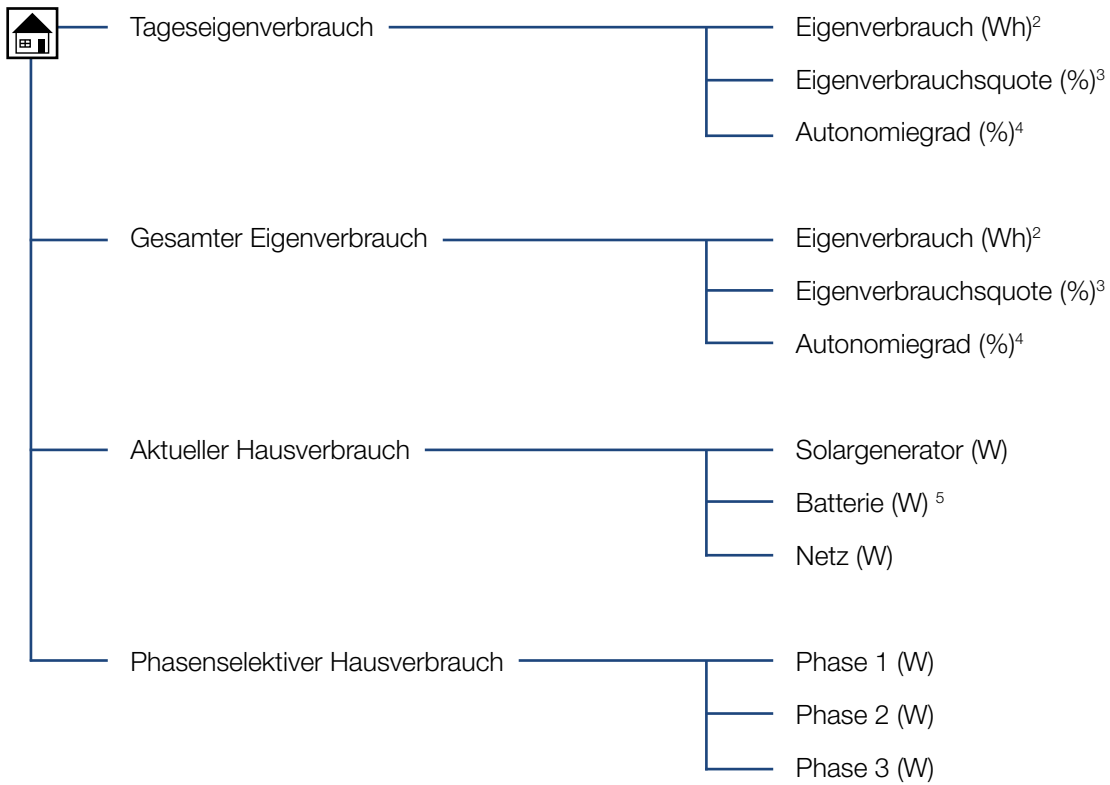 Tageseigenverbrauch
Eigenverbrauch (Wh)²
Eigenverbrauchsquote (%)³
Autonomiegrad (%)⁴
Gesamter Eigenverbrauch
Eigenverbrauch (Wh)²
Eigenverbrauchsquote (%)³
Autonomiegrad (%)⁴
Aktueller Hausverbrauch
Solargenerator (W)
Batterie (W) ⁵
Netz (W)
Phasenselektiver Hausverbrauch
Phase 1 (W)
Phase 2 (W)
Phase 3 (W)